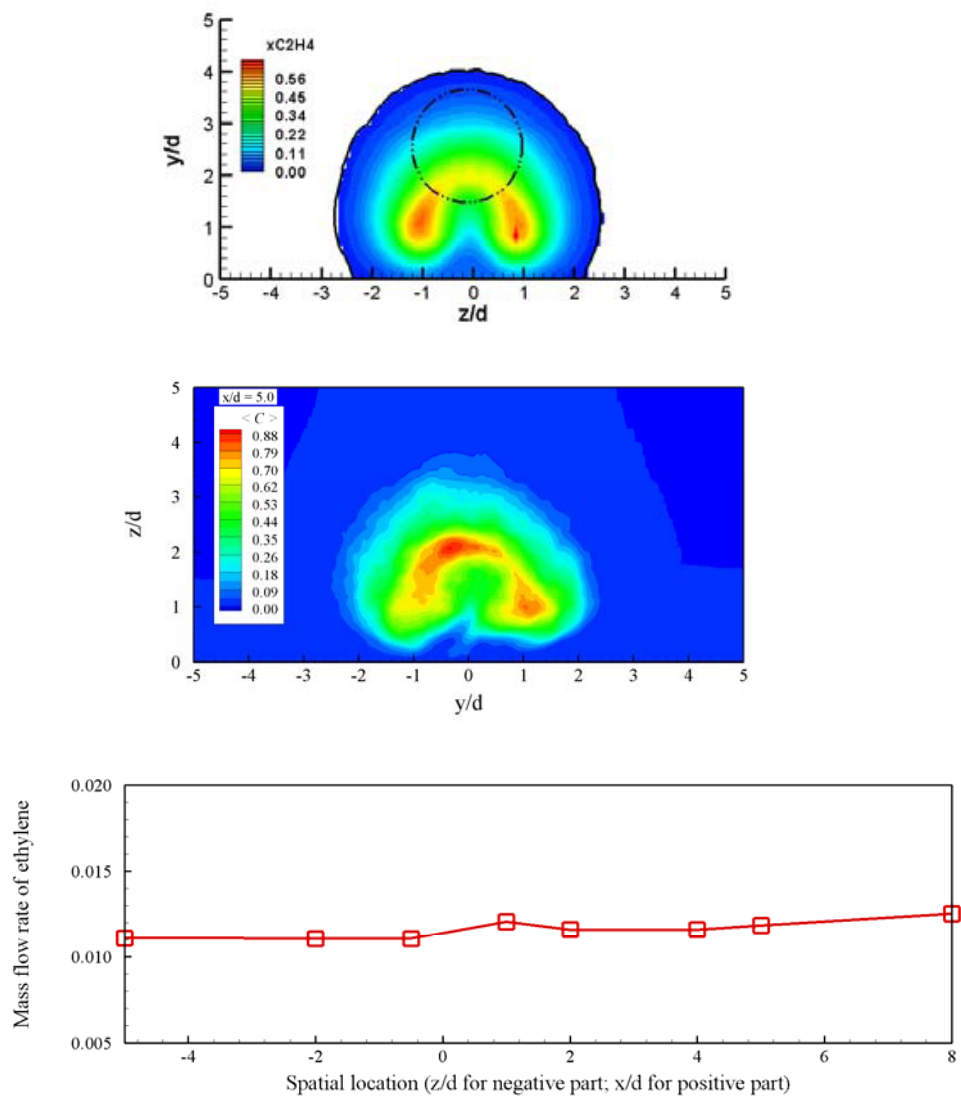 5
xC2H4
4
0.56
0.45
3
0.34
y/d
0.22
0.11
2
0.00
1
0
-5 -4 -3 -2 -1 0 1 2 3 4 5
z/d
5
x/d = 5.0
< C >
0.88
4
0.79
0.70
0.62
3
0.53
z/d
0.44
0.35
2
0.26
0.18
1
0.09
0.00
0
-5 -4 -3 -2 -1 0 1 2 3 4 5
y/d
0.020
Mass flow rate of ethylene
0.015
0.010
0.005
-4 -2 0 2 4 6 8
Spatial location (z/d for negative part; x/d for positive part)